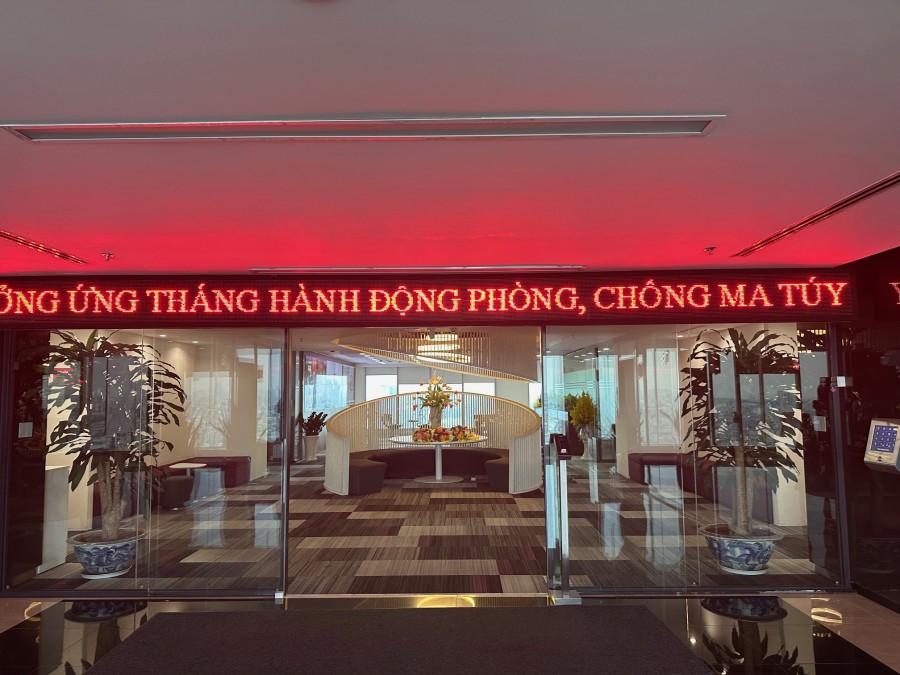 ỞNG ỨNG THÁNG HÀNH ĐỘNG PHÒNG, CHỐNG MA TÚY